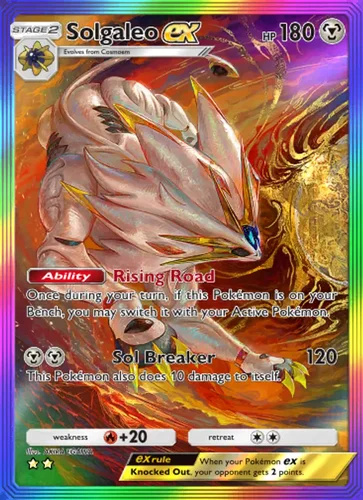 STAGE 2 Solgaleo ex HP 180
Evolves from Cosmoem
Ability Rising Road
Once during your turn, if this Pokémon is on your
Bench, you may switch it with your Active Pokémon.
Sol Breaker 120
This Pokémon also does 10 damage to itself.
Illus. AKIRA EGAWA
weakness +20 retreat
ex rule When your Pokémon ex is
Knocked Out, your opponent gets 2 points.